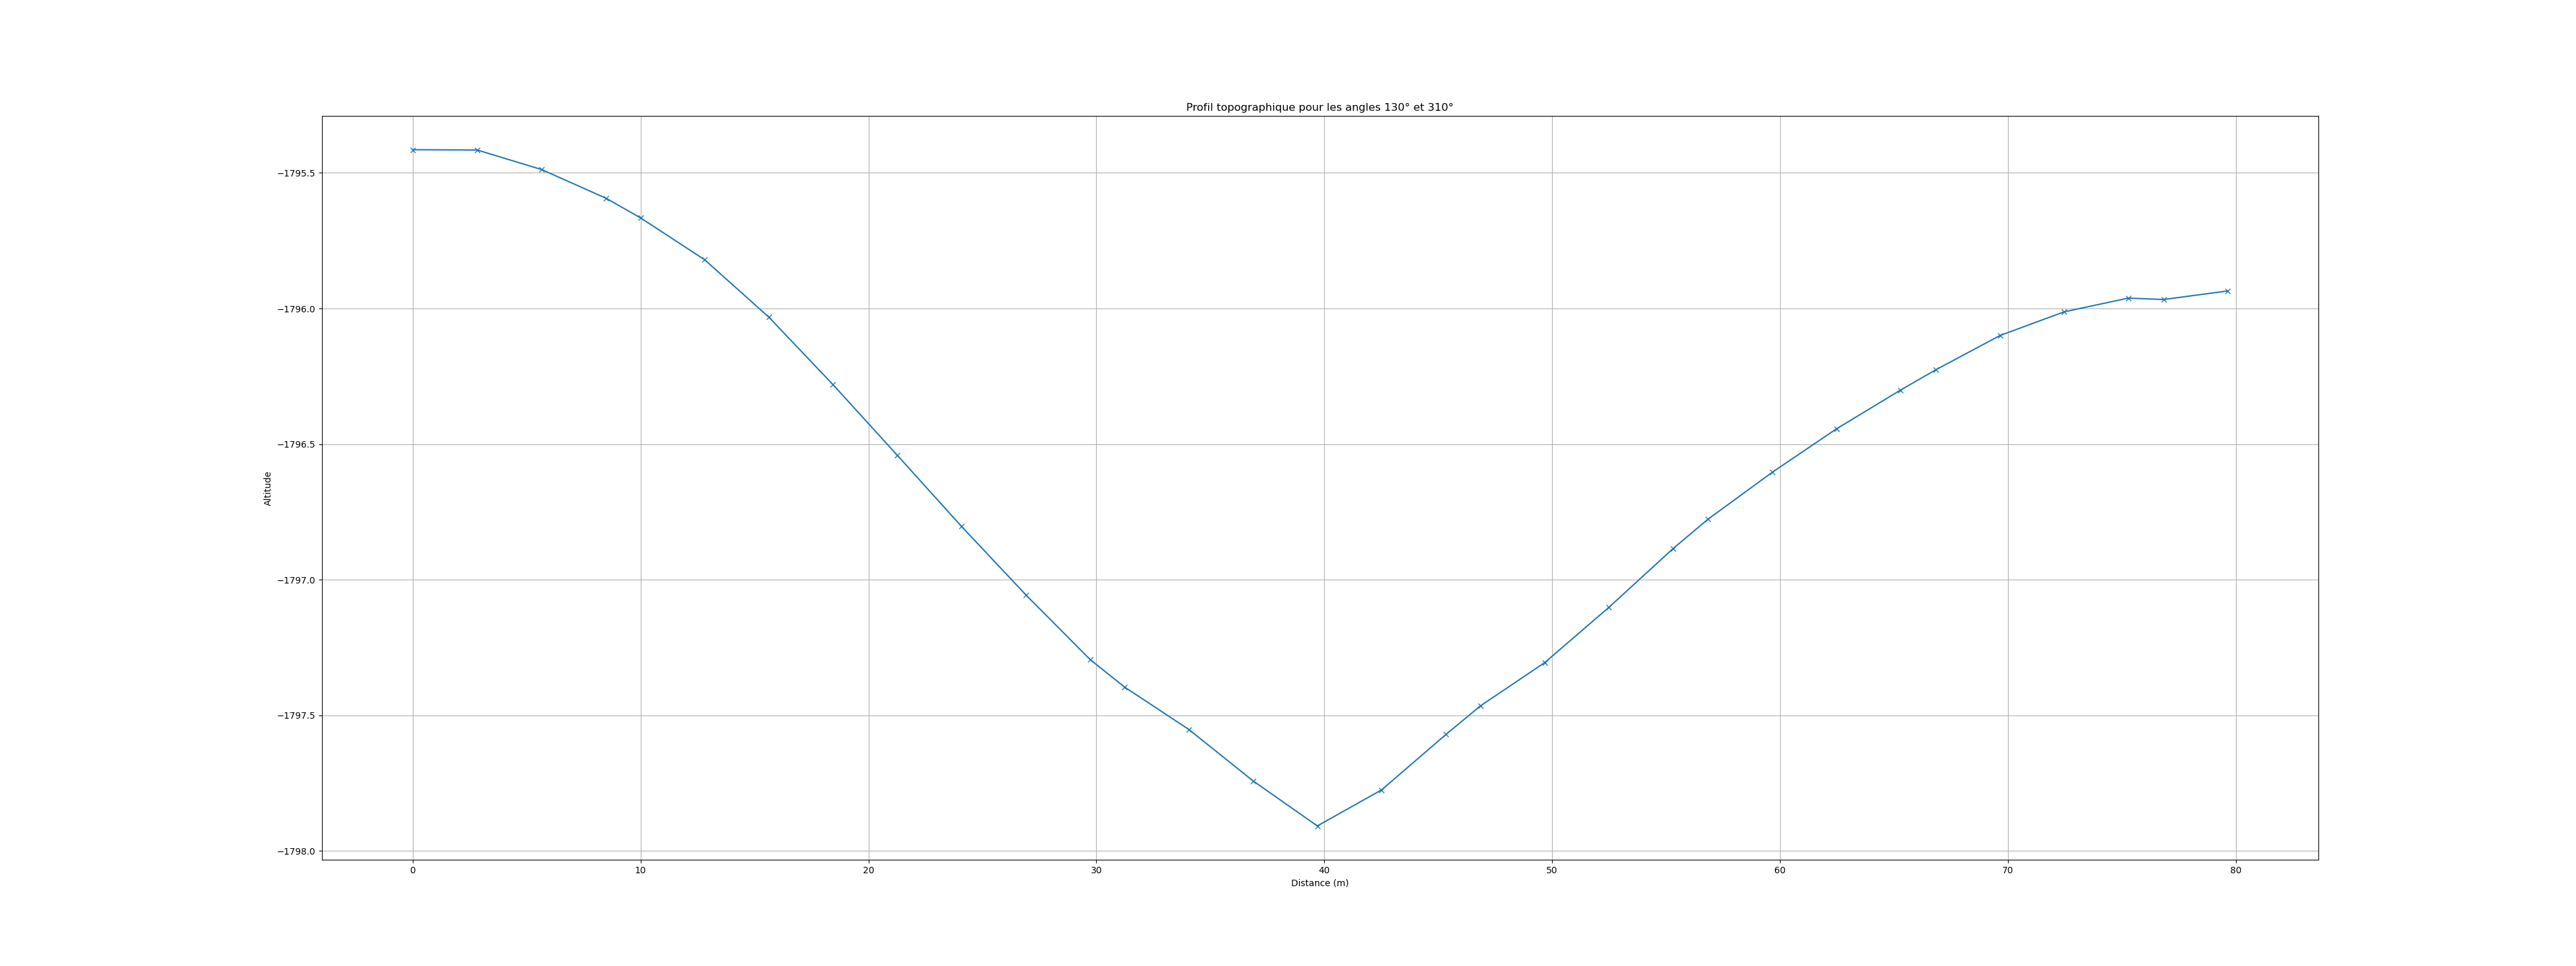 Profil topographique pour les angles 130° et 310°
Altitude
−1795.5
−1796.0
−1796.5
−1797.0
−1797.5
−1798.0
0 10 20 30 40 50 60 70 80
Distance (m)